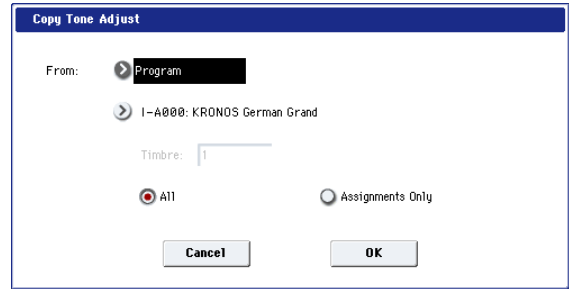 Copy Tone Adjust
From: Program
I-A000: KRONOS German Grand
Timbre: 1
All Assignments Only
Cancel OK